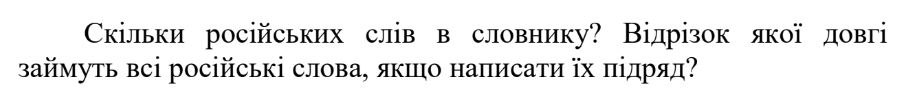 Скільки російських слів в словнику? Відрізок якої довгі
займуть всі російські слова, якщо написати їх підряд?